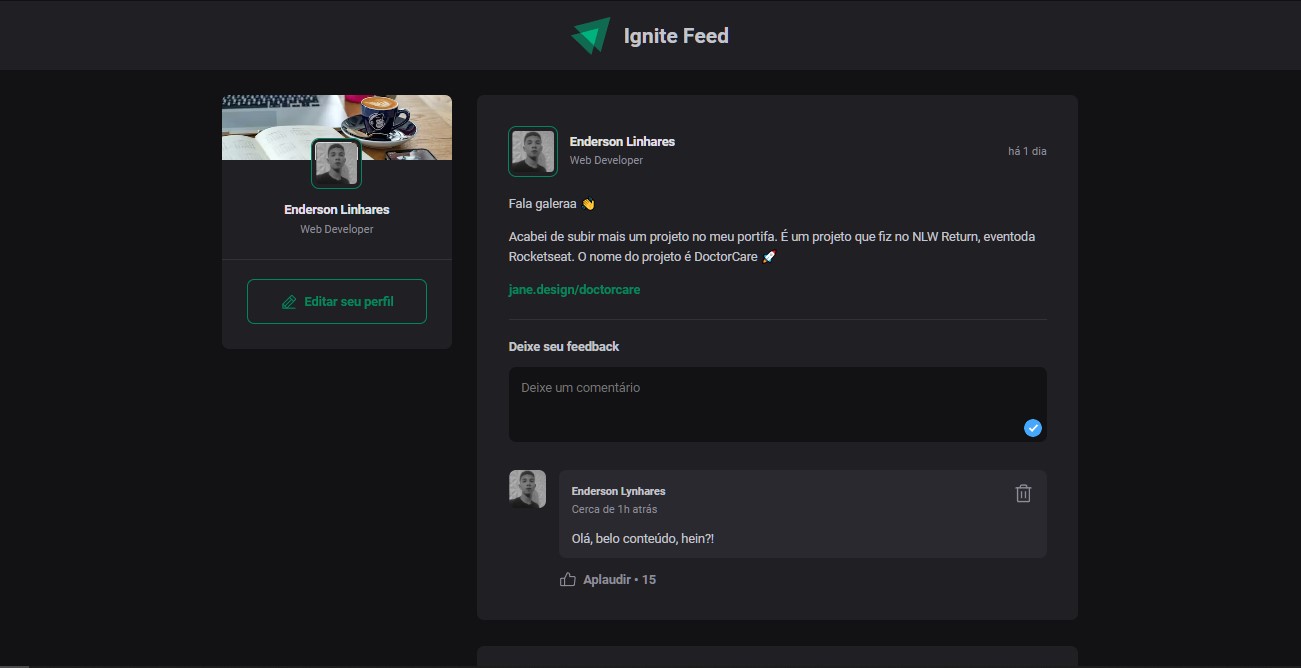 Ignite Feed
Enderson Linhares
Web Developer
Editar seu perfil
Enderson Linhares
Web Developer
há 1 dia
Fala galeraa 👋
Acabei de subir mais um projeto no meu portifa. É um projeto que fiz no NLW Return, eventoda
Rocketseat. O nome do projeto é DoctorCare 🚀
jane.design/doctorcare
Deixe seu feedback
Deixe um comentário
Enderson Lynhares
Cerca de 1h atrás
Olá, belo conteúdo, hein?!
Aplaudir • 15